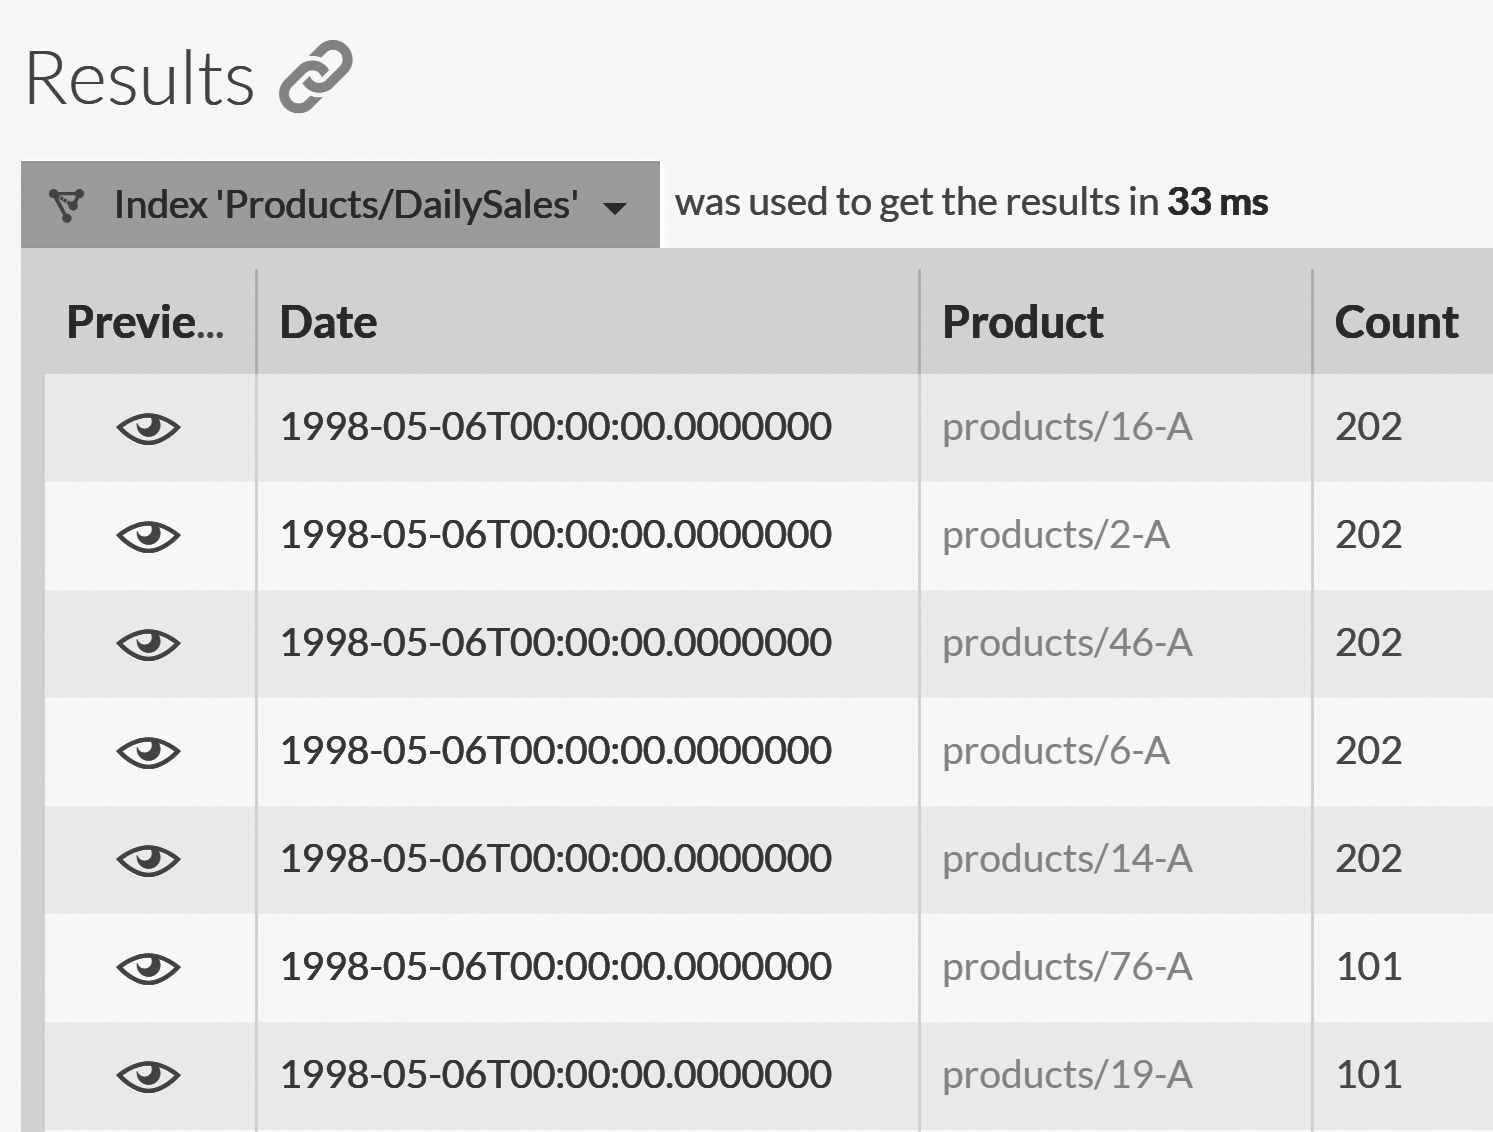 Results
Index 'Products/DailySales' was used to get the results in 33 ms
Previe... Date Product Count
1998-05-06T00:00:00.0000000 products/16-A 202
1998-05-06T00:00:00.0000000 products/2-A 202
1998-05-06T00:00:00.0000000 products/46-A 202
1998-05-06T00:00:00.0000000 products/6-A 202
1998-05-06T00:00:00.0000000 products/14-A 202
1998-05-06T00:00:00.0000000 products/76-A 101
1998-05-06T00:00:00.0000000 products/19-A 101